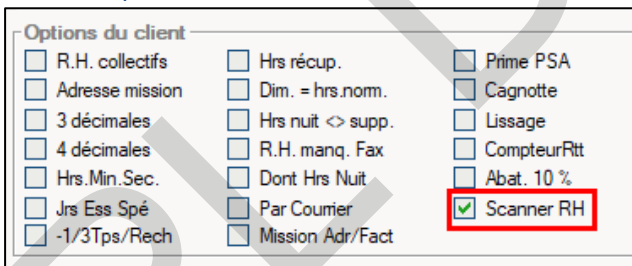 Options du client
R.H. collectifs
Adresse mission
3 décimales
4 décimales
Hrs.Min.Sec.
Jrs Ess Spé
-1/3Tps/Rech
Hrs récup.
Dim. = hrs.norm.
Hrs nuit <> supp.
R.H. manq. Fax
Dont Hrs Nuit
Par Courrier
Mission Adr/Fact
Prime PSA
Cagnotte
Lissage
CompteurRtt
Abat. 10 %
Scanner RH